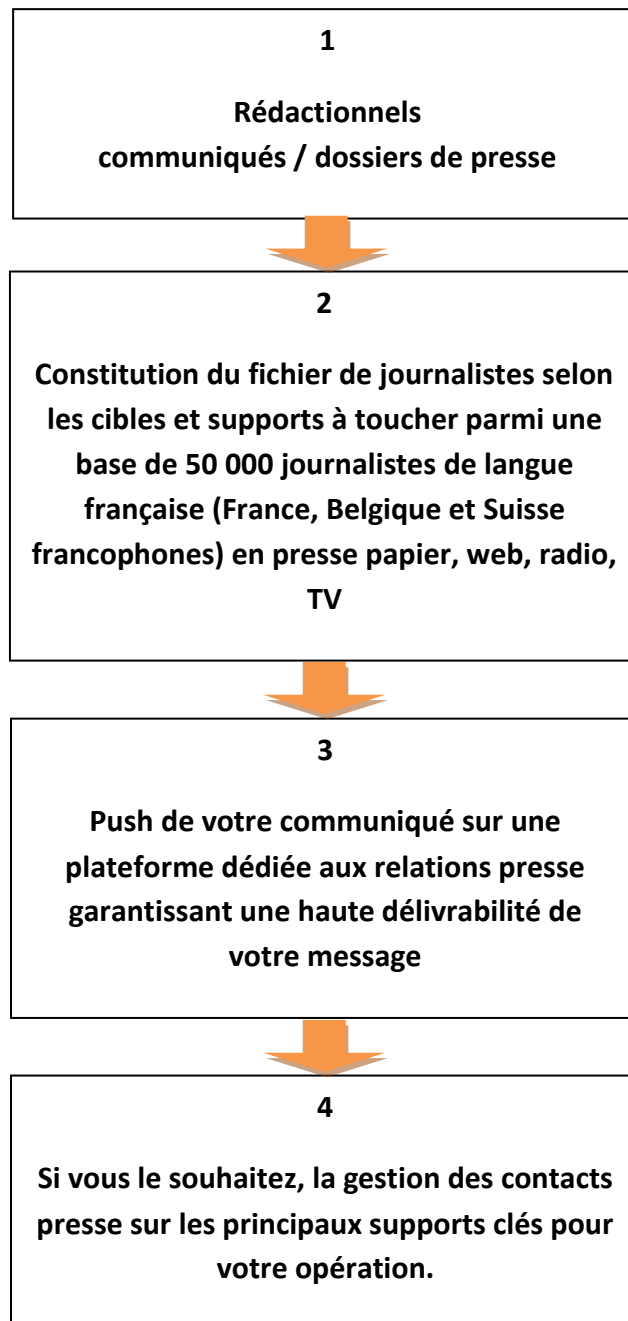 1
Rédactionnels
communiqués / dossiers de presse
2
Constitution du fichier de journalistes selon
les cibles et supports à toucher parmi une
base de 50 000 journalistes de langue
française (France, Belgique et Suisse
francophones) en presse papier, web, radio,
TV
3
Push de votre communiqué sur une
plateforme dédiée aux relations presse
garantissant une haute délivrabilité de
votre message
4
Si vous le souhaitez, la gestion des contacts
presse sur les principaux supports clés pour
votre opération.